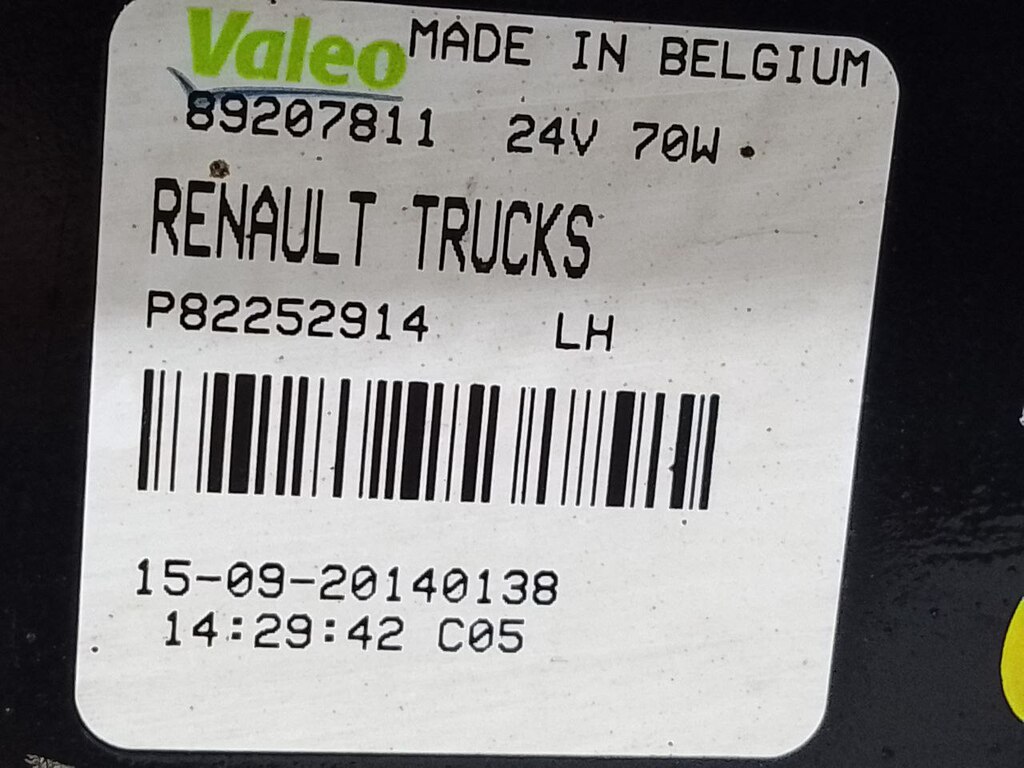 Valeo MADE IN BELGIUM
89207811 24V 70W
RENAULT TRUCKS
P82252914 LH
15-09-20140138
14:29:42 C05